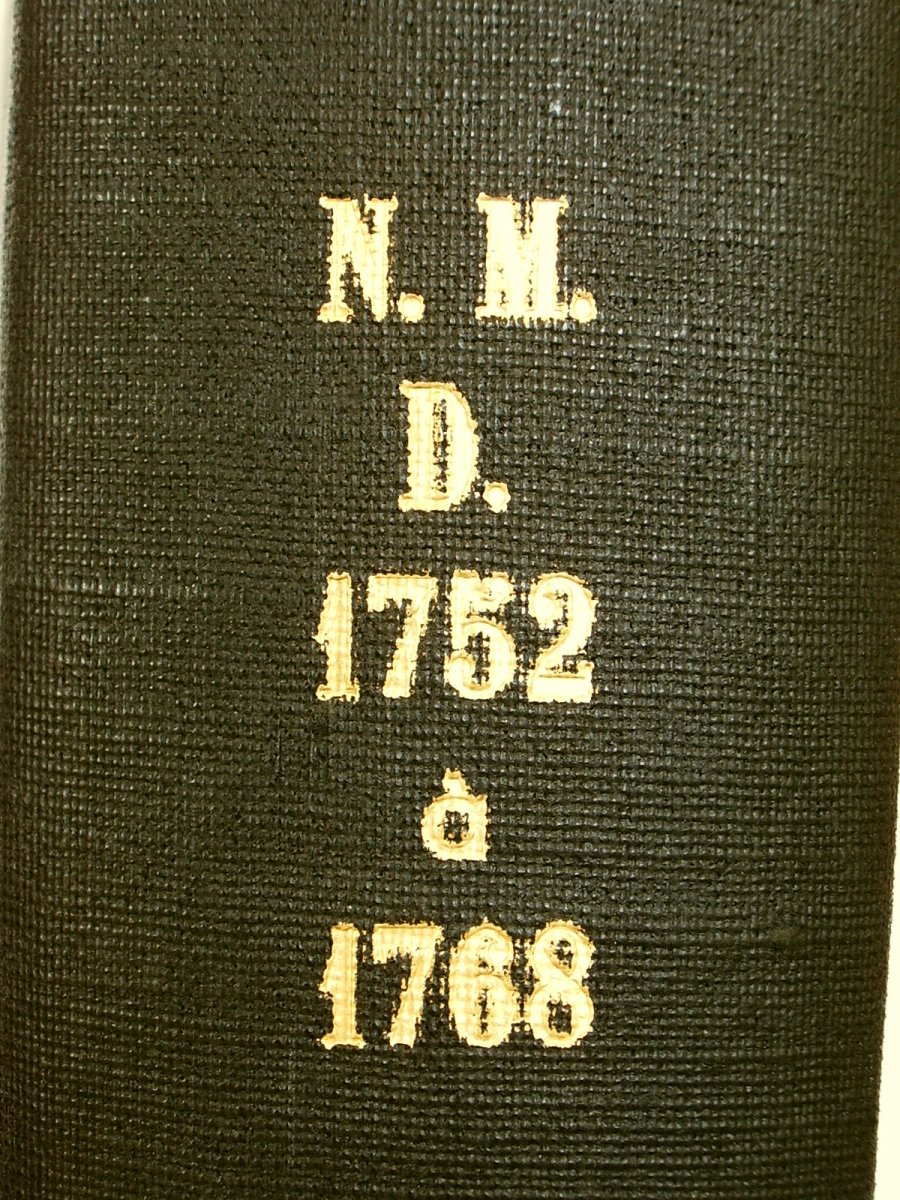 N. M.
D.
1752
à
1768